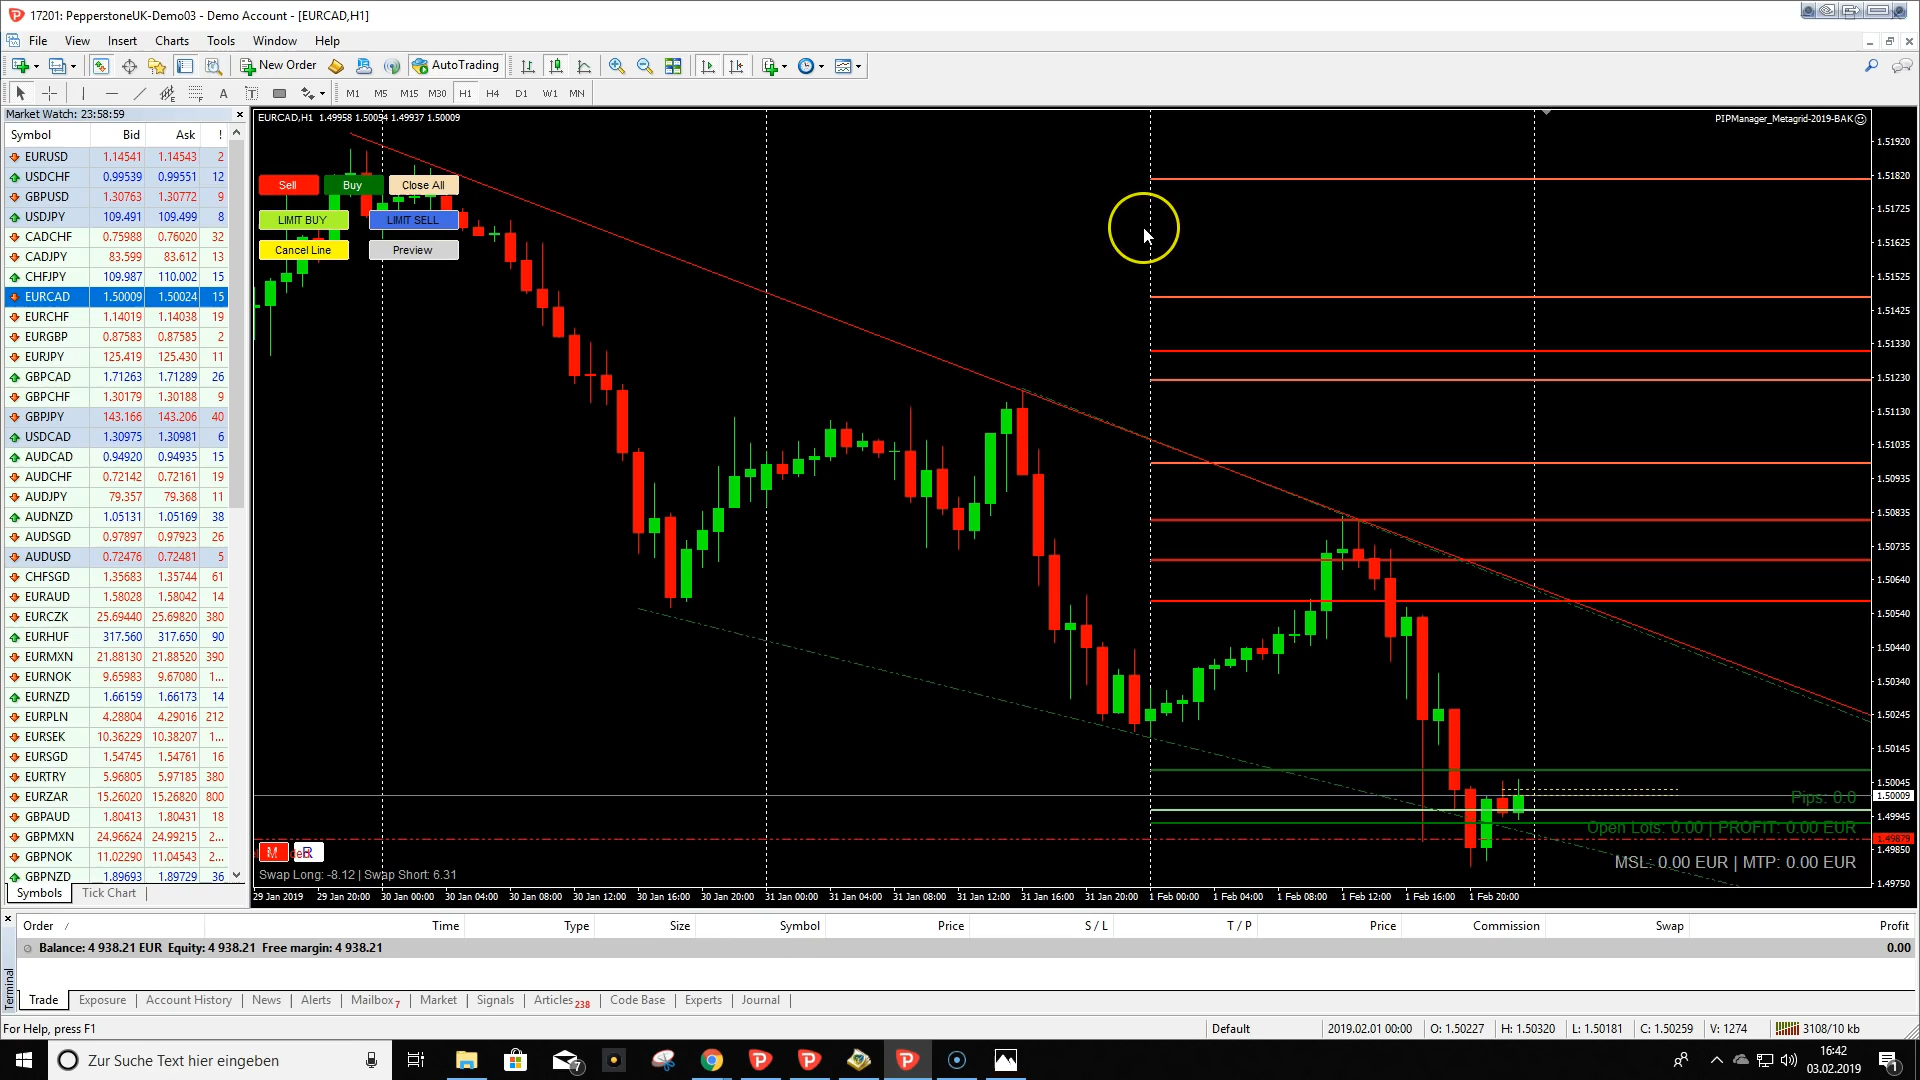 17201: PepperstoneUK-Demo03 - Demo Account - [EURCAD,H1]
File View Insert Charts Tools Window Help
New Order AutoTrading
A T M1 M5 M15 M30 H1 H4 D1 W1 MN
Market Watch: 23:58:59
Symbol Bid Ask !
EURUSD 1.14541 1.14543 2
USDCHF 0.99539 0.99551 12
GBPUSD 1.30763 1.30772 9
USDJPY 109.491 109.499 8
CADCHF 0.75988 0.76020 32
CADJPY 83.599 83.612 13
CHFJPY 109.987 110.002 15
EURCAD 1.50009 1.50024 15
EURCHF 1.14019 1.14038 19
EURGBP 0.87583 0.87585 2
EURJPY 125.419 125.430 11
GBPCAD 1.71263 1.71289 26
GBPCHF 1.30179 1.30188 9
GBPJPY 143.166 143.206 40
USDCAD 1.30975 1.30981 6
AUDCAD 0.94920 0.94935 15
AUDCHF 0.72142 0.72161 19
AUDJPY 79.357 79.368 11
AUDNZD 1.05131 1.05169 38
AUDSGD 0.97897 0.97923 26
AUDUSD 0.72476 0.72481 5
CHFSGD 1.35683 1.35744 61
EURAUD 1.58028 1.58042 14
EURCZK 25.69440 25.69820 380
EURHUF 317.560 317.650 90
EURMXN 21.88130 21.88520 390
EURNOK 9.65983 9.67080 1...
EURNZD 1.66159 1.66173 14
EURPLN 4.28804 4.29016 212
EURSEK 10.36229 10.38207 1...
EURSGD 1.54745 1.54761 16
EURTRY 5.96805 5.97185 380
EURZAR 15.26020 15.26820 800
GBPAUD 1.80413 1.80431 18
GBPMXN 24.96624 24.99215 2...
GBPNOK 11.02290 11.04543 2...
GBPNZD 1.89693 1.89729 36
Symbols Tick Chart
EURCAD,H1 1.49958 1.50054 1.49937 1.50009
PIPManager_Metagrid-2019-BAK
Sell Buy Close All
LIMIT BUY LIMIT SELL
Cancel Line Preview
1.51920
1.51820
1.51725
1.51625
1.51525
1.51425
1.51330
1.51230
1.51130
1.51035
1.50935
1.50835
1.50735
1.50640
1.50540
1.50440
1.50340
1.50245
1.50145
1.50045
1.50009
1.49945
1.49879
1.49850
1.49750
Pips: 0.0
Open Lots: 0.00 | PROFIT: 0.00 EUR
MSL: 0.00 EUR | MTP: 0.00 EUR
M R
Swap Long: -8.12 | Swap Short: 6.31
29 Jan 2019 29 Jan 20:00 30 Jan 00:00 30 Jan 04:00 30 Jan 08:00 30 Jan 12:00 30 Jan 16:00 30 Jan 20:00 31 Jan 00:00 31 Jan 04:00 31 Jan 08:00 31 Jan 12:00 31 Jan 16:00 31 Jan 20:00 1 Feb 00:00 1 Feb 04:00 1 Feb 08:00 1 Feb 12:00 1 Feb 16:00 1 Feb 20:00
Order / Time Type Size Symbol Price S / L T / P Price Commission Swap Profit
Balance: 4 938.21 EUR Equity: 4 938.21 Free margin: 4 938.21 0.00
Terminal
Trade Exposure Account History News Alerts Mailbox 7 Market Signals Articles 238 Code Base Experts Journal
For Help, press F1 Default 2019.02.01 00:00 O: 1.50227 H: 1.50320 L: 1.50181 C: 1.50259 V: 1274 3108/10 kb
Zur Suche Text hier eingeben 7 16:42
03.02.2019 1